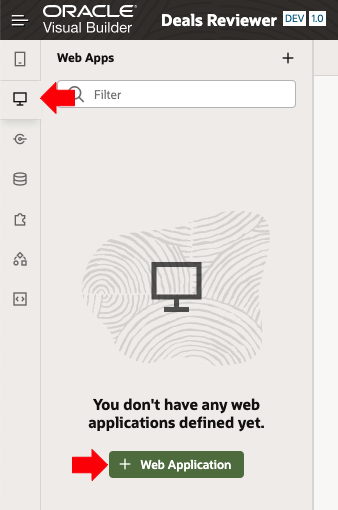 ORACLE
Visual Builder
Deals Reviewer DEV 1.0
Web Apps +
Filter
You don't have any web
applications defined yet.
+ Web Application